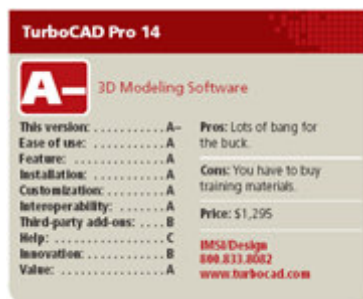 TurboCAD Pro 14
A–
3D Modeling Software
This version: . . . . . . . . . . . A–
Ease of use: . . . . . . . . . . . . A
Feature: . . . . . . . . . . . . . . A
Installation: . . . . . . . . . . . . A
Customization: . . . . . . . . . A
Interoperability: . . . . . . . . A
Third-party add-ons: . . . . B
Help: . . . . . . . . . . . . . . . . . C
Innovation: . . . . . . . . . . . . B
Value: . . . . . . . . . . . . . . . . A
Pros: Lots of bang for
the buck.
Cons: You have to buy
training materials.
Price: $1,295
IMSI/Design
800.833.8082
www.turbocad.com